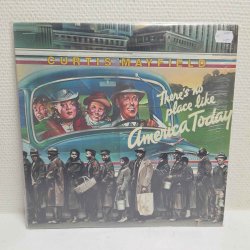 CURTIS MAYFIELD
There's no
place like
America Today